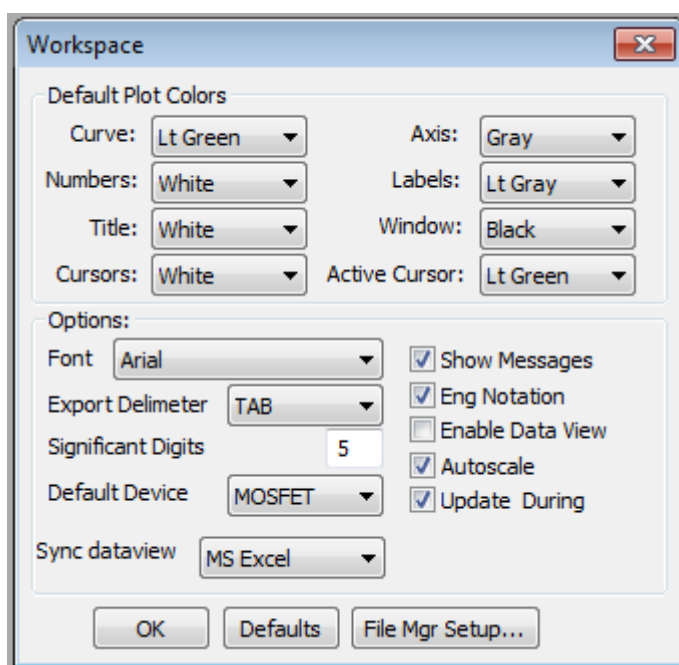 Workspace
Default Plot Colors
Curve: Lt Green Axis: Gray
Numbers: White Labels: Lt Gray
Title: White Window: Black
Cursors: White Active Cursor: Lt Green
Options:
Font Arial Show Messages
Export Delimeter TAB Eng Notation
Enable Data View
Significant Digits 5 Autoscale
Default Device MOSFET Update During
Sync dataview MS Excel
OK Defaults File Mgr Setup...